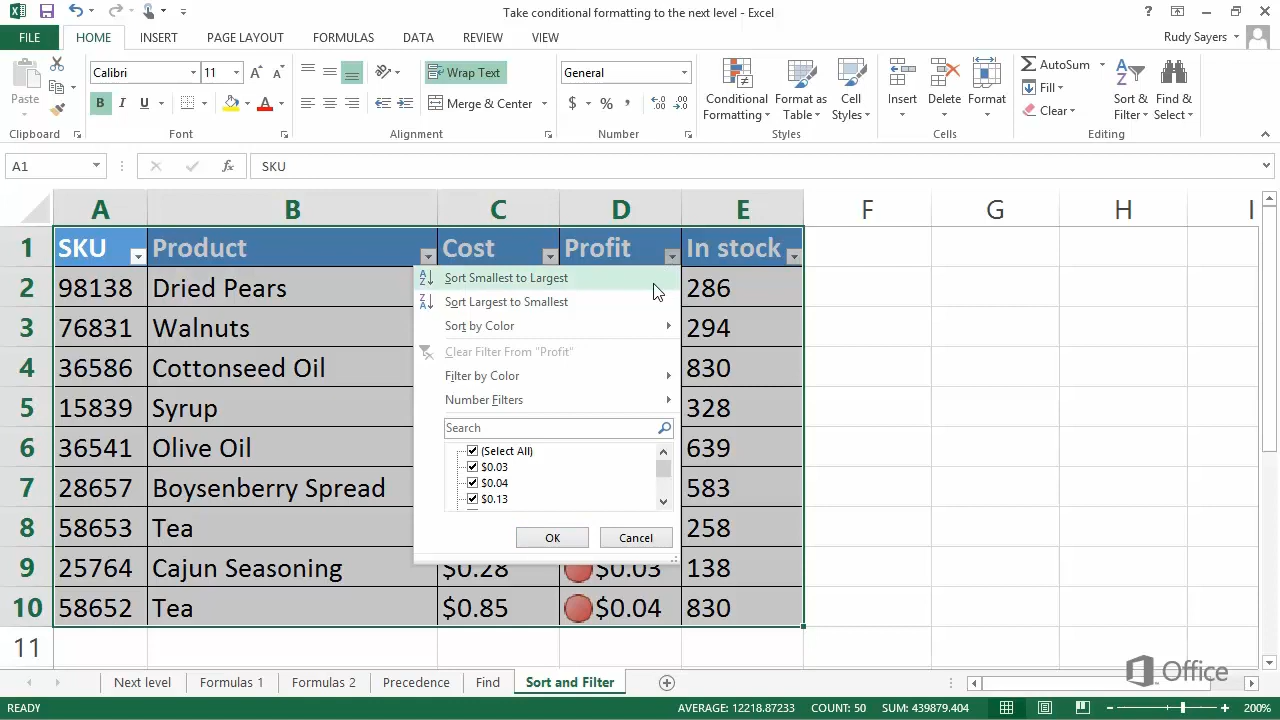 Take conditional formatting to the next level - Excel
FILE HOME INSERT PAGE LAYOUT FORMULAS DATA REVIEW VIEW Rudy Sayers
Paste
Clipboard
Calibri 11
B I U A
Font
Wrap Text
Merge & Center
Alignment
General
$ % ,
Number
Conditional Formatting
Format as Table
Cell Styles
Styles
Insert Delete Format
Cells
AutoSum
Fill
Clear
Sort & Filter
Find & Select
Editing
A1 fx SKU
A B C D E F G H I
1 SKU Product Cost Profit In stock
2 98138 Dried Pears 286
3 76831 Walnuts 294
4 36586 Cottonseed Oil 830
5 15839 Syrup 328
6 36541 Olive Oil 639
7 28657 Boysenberry Spread 583
8 58653 Tea 258
9 25764 Cajun Seasoning $0.28 $0.03 138
10 58652 Tea $0.85 $0.04 830
11
Sort Smallest to Largest
Sort Largest to Smallest
Sort by Color
Clear Filter From "Profit"
Filter by Color
Number Filters
Search
(Select All)
$0.03
$0.04
$0.13
OK Cancel
Office
Next level Formulas 1 Formulas 2 Precedence Find Sort and Filter
READY AVERAGE: 12218.87233 COUNT: 50 SUM: 439879.404 200%